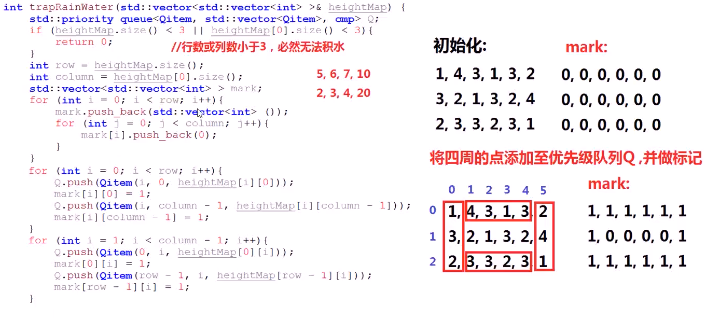 int trapRainWater(std::vector<std::vector<int> >& heightMap) {
std::priority_queue<Qitem, std::vector<Qitem>, cmp> Q;
if (heightMap.size() < 3 || heightMap[0].size() < 3){
return 0;
//行数或列数小于3，必然无法积水
}
int row = heightMap.size();
int column = heightMap[0].size();
std::vector<std::vector<int> > mark;
for (int i = 0; i < row; i++){
mark.push_back(std::vector<int> ());
for (int j = 0; j < column; j++){
mark[i].push_back(0);
}
}
for (int i = 0; i < row; i++){
Q.push(Qitem(i, 0, heightMap[i][0]));
mark[i][0] = 1;
Q.push(Qitem(i, column - 1, heightMap[i][column - 1]));
mark[i][column - 1] = 1;
}
for (int i = 1; i < column - 1; i++){
Q.push(Qitem(0, i, heightMap[0][i]));
mark[0][i] = 1;
Q.push(Qitem(row - 1, i, heightMap[row - 1][i]));
mark[row - 1][i] = 1;
}
5, 6, 7, 10
2, 3, 4, 20
初始化: mark:
1, 4, 3, 1, 3, 2 0, 0, 0, 0, 0, 0
3, 2, 1, 3, 2, 4 0, 0, 0, 0, 0, 0
2, 3, 3, 2, 3, 1 0, 0, 0, 0, 0, 0
将四周的点添加至优先级队列Q ,并做标记
mark:
0 1 2 3 4 5
0 1, 4, 3, 1, 3, 2 1, 1, 1, 1, 1, 1
1 3, 2, 1, 3, 2, 4 1, 0, 0, 0, 0, 1
2 2, 3, 3, 2, 3 1 1, 1, 1, 1, 1, 1